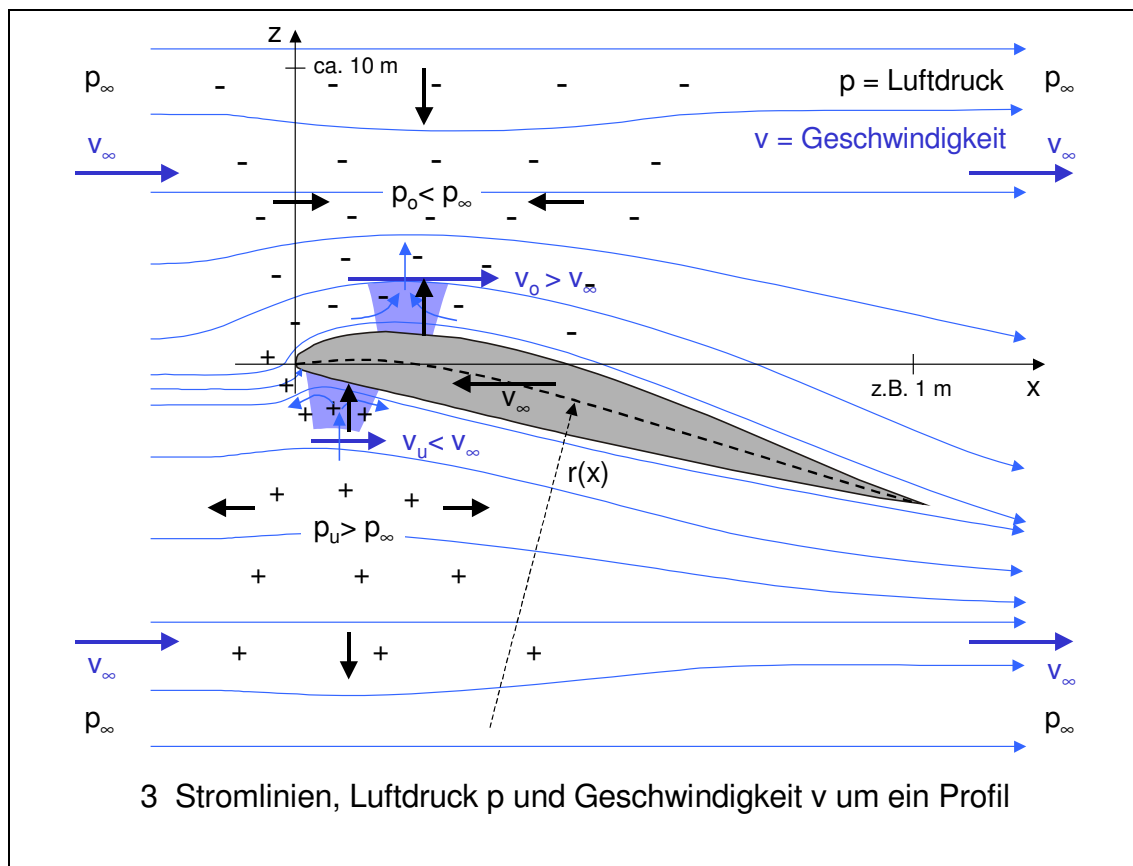 z
ca. 10 m
p∞
p = Luftdruck
p∞
v∞
v = Geschwindigkeit
v∞
pₒ< p∞
vₒ > v∞
z.B. 1 m
x
v∞
vᵤ< v∞
r(x)
pᵤ> p∞
v∞
v∞
p∞
p∞
3 Stromlinien, Luftdruck p und Geschwindigkeit v um ein Profil